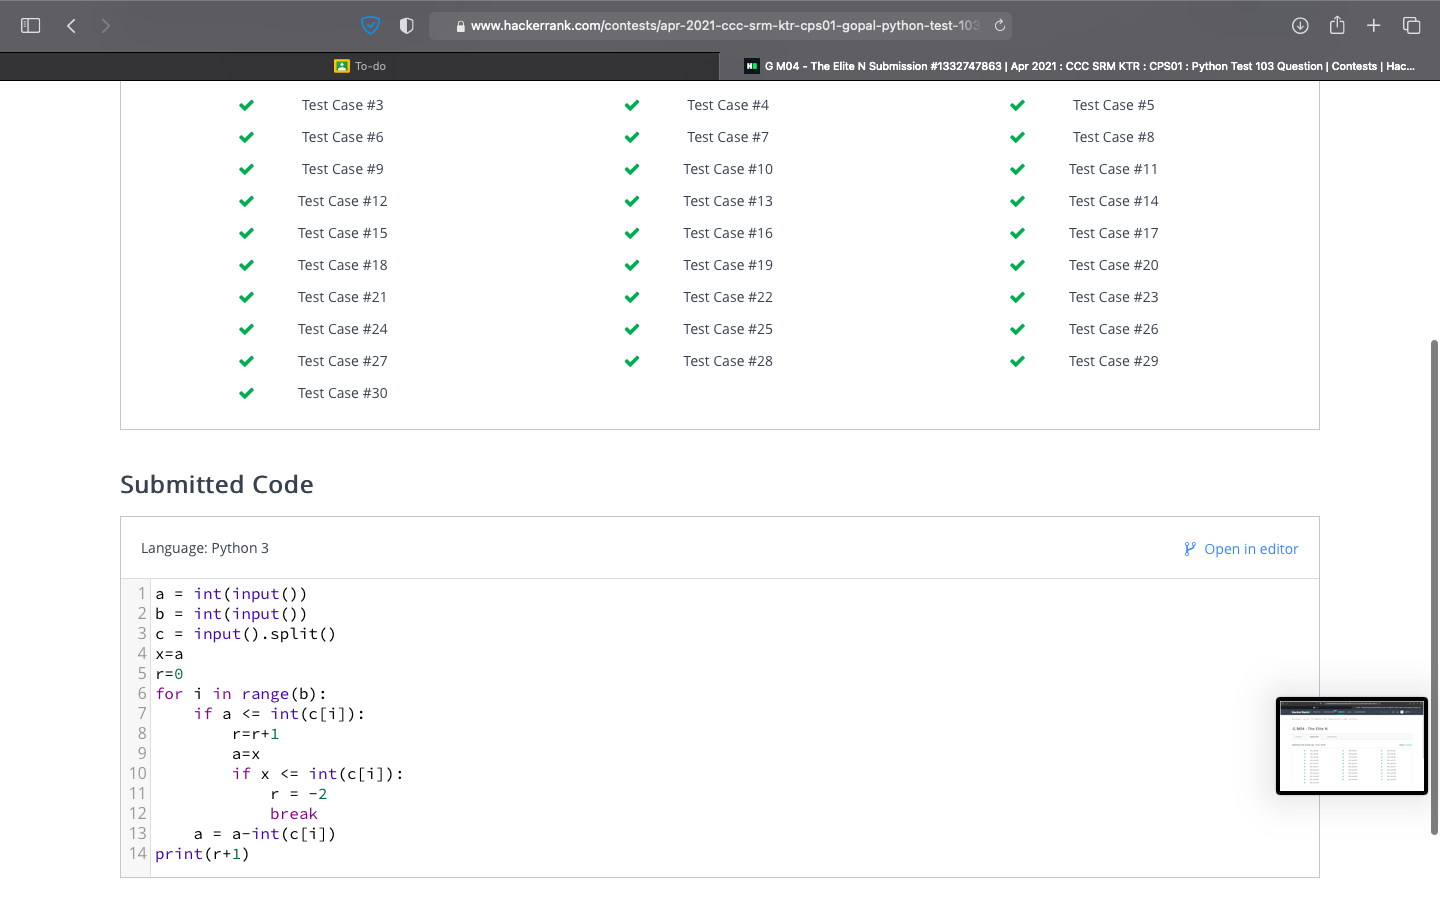 www.hackerrank.com/contests/apr-2021-ccc-srm-ktr-cps01-gopal-python-test-103
To-do
G M04 - The Elite N Submission #1332747863 | Apr 2021 : CCC SRM KTR : CPS01 : Python Test 103 Question | Contests | Hac...
Test Case #3 Test Case #4 Test Case #5
Test Case #6 Test Case #7 Test Case #8
Test Case #9 Test Case #10 Test Case #11
Test Case #12 Test Case #13 Test Case #14
Test Case #15 Test Case #16 Test Case #17
Test Case #18 Test Case #19 Test Case #20
Test Case #21 Test Case #22 Test Case #23
Test Case #24 Test Case #25 Test Case #26
Test Case #27 Test Case #28 Test Case #29
Test Case #30
Submitted Code
Language: Python 3 Open in editor
1 a = int(input())
2 b = int(input())
3 c = input().split()
4 x=a
5 r=0
6 for i in range(b):
7     if a <= int(c[i]):
8         r=r+1
9         a=x
10         if x <= int(c[i]):
11             r = -2
12             break
13     a = a-int(c[i])
14 print(r+1)
G M04 - The Elite N